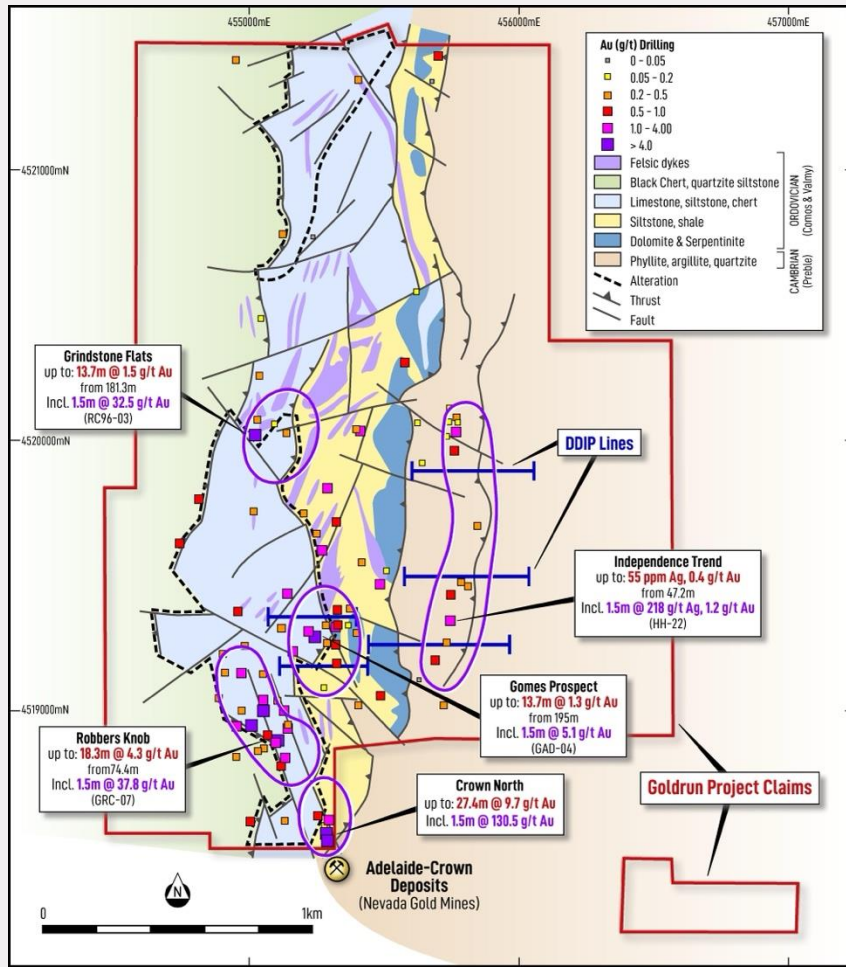 455000mE
456000mE
457000mE
4521000mN
4520000mN
4519000mN
Au (g/t) Drilling
0 – 0.05
0.05 – 0.2
0.2 – 0.5
0.5 – 1.0
1.0 – 4.00
> 4.0
Felsic dykes
Black Chert, quartzite siltstone
Limestone, siltstone, chert
Siltstone, shale
Dolomite & Serpentinite
Phyllite, argillite, quartzite
Alteration
Thrust
Fault
ORDOVICIAN
(Comos & Valmy)
CAMBRIAN
(Preble)
Grindstone Flats
up to: 13.7m @ 1.5 g/t Au
from 181.3m
Incl. 1.5m @ 32.5 g/t Au
(RC96-03)
DDIP Lines
Independence Trend
up to: 55 ppm Ag, 0.4 g/t Au
from 47.2m
Incl. 1.5m @ 218 g/t Ag, 1.2 g/t Au
(HH-22)
Gomes Prospect
up to: 13.7m @ 1.3 g/t Au
from 195m
Incl. 1.5m @ 5.1 g/t Au
(GAD-04)
Robbers Knob
up to: 18.3m @ 4.3 g/t Au
from74.4m
Incl. 1.5m @ 37.8 g/t Au
(GRC-07)
Crown North
up to: 27.4m @ 9.7 g/t Au
Incl. 1.5m @ 130.5 g/t Au
Goldrun Project Claims
Adelaide-Crown
Deposits
(Nevada Gold Mines)
N
0
1km